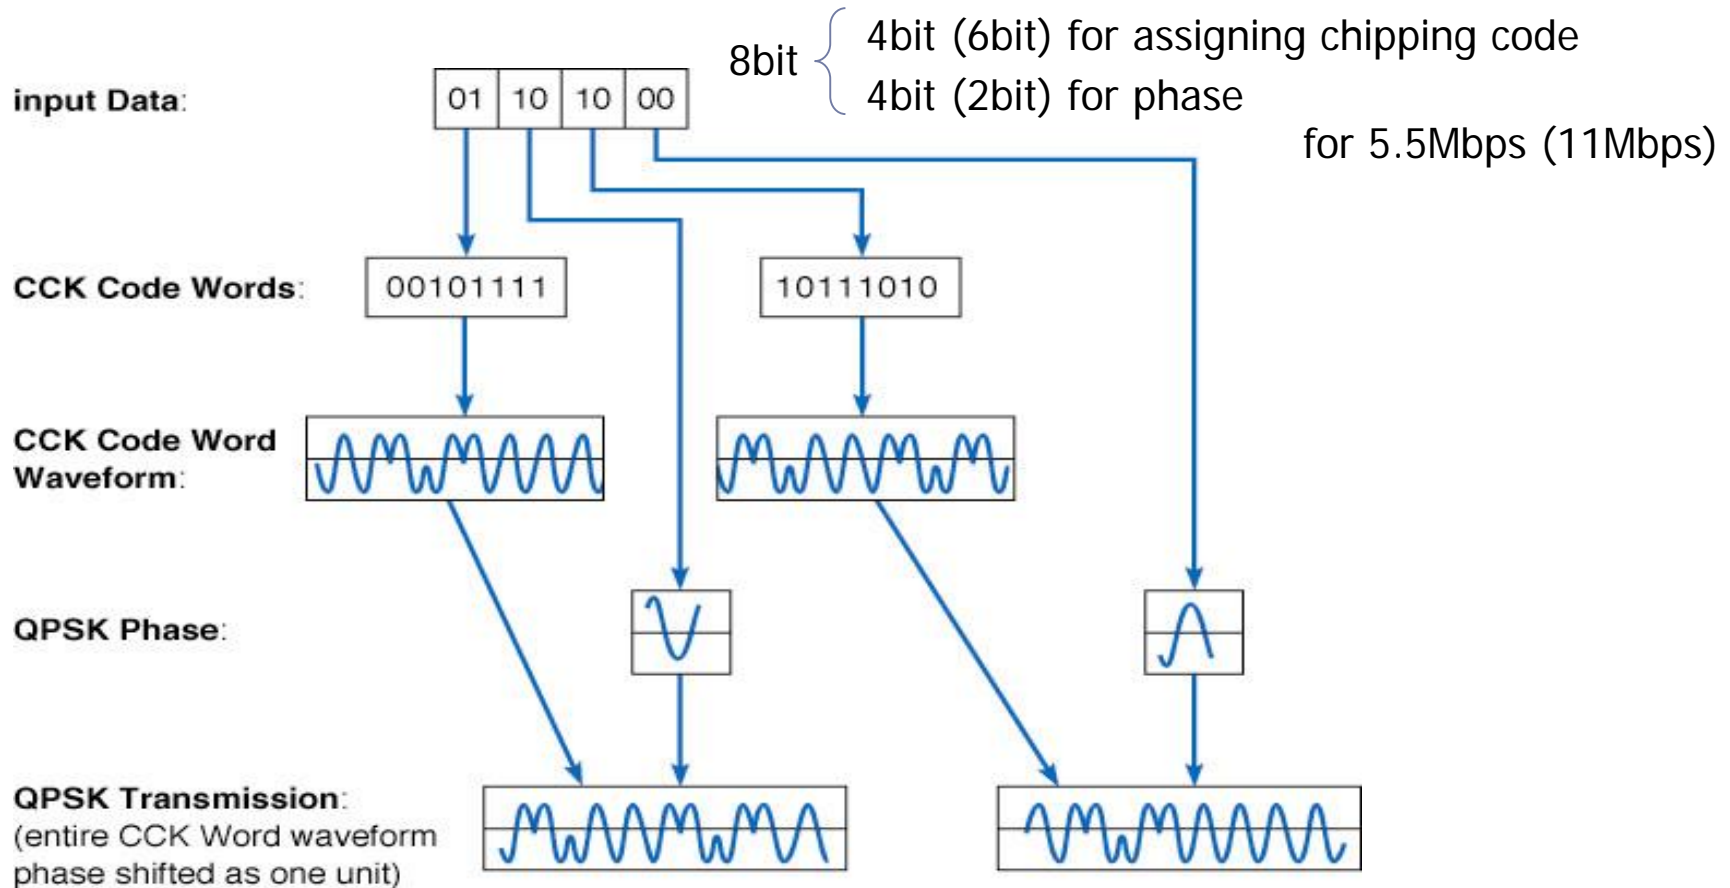 8bit
4bit (6bit) for assigning chipping code
4bit (2bit) for phase
for 5.5Mbps (11Mbps)
input Data:
01 10 10 00
CCK Code Words:
00101111
10111010
CCK Code Word
Waveform:
QPSK Phase:
QPSK Transmission:
(entire CCK Word waveform
phase shifted as one unit)